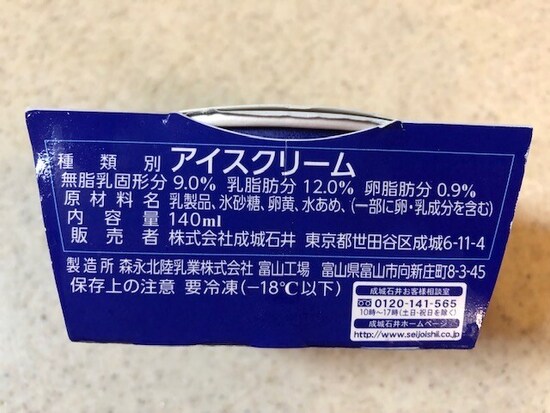 種類別 アイスクリーム
無脂乳固形分 9.0% 乳脂肪分 12.0% 卵脂肪分 0.9%
原材料名 乳製品、氷砂糖、卵黄、水あめ、(一部に卵・乳成分を含む)
内容量 140ml
販売者 株式会社成城石井 東京都世田谷区成城6-11-4
製造所 森永北陸乳業株式会社 富山工場 富山県富山市向新庄町8-3-45
保存上の注意 要冷凍(-18℃以下)
成城石井お客様相談室
0120-141-565
10時〜17時(土日・祝日を除く)
成城石井ホームページ
http://www.seijoishii.co.jp